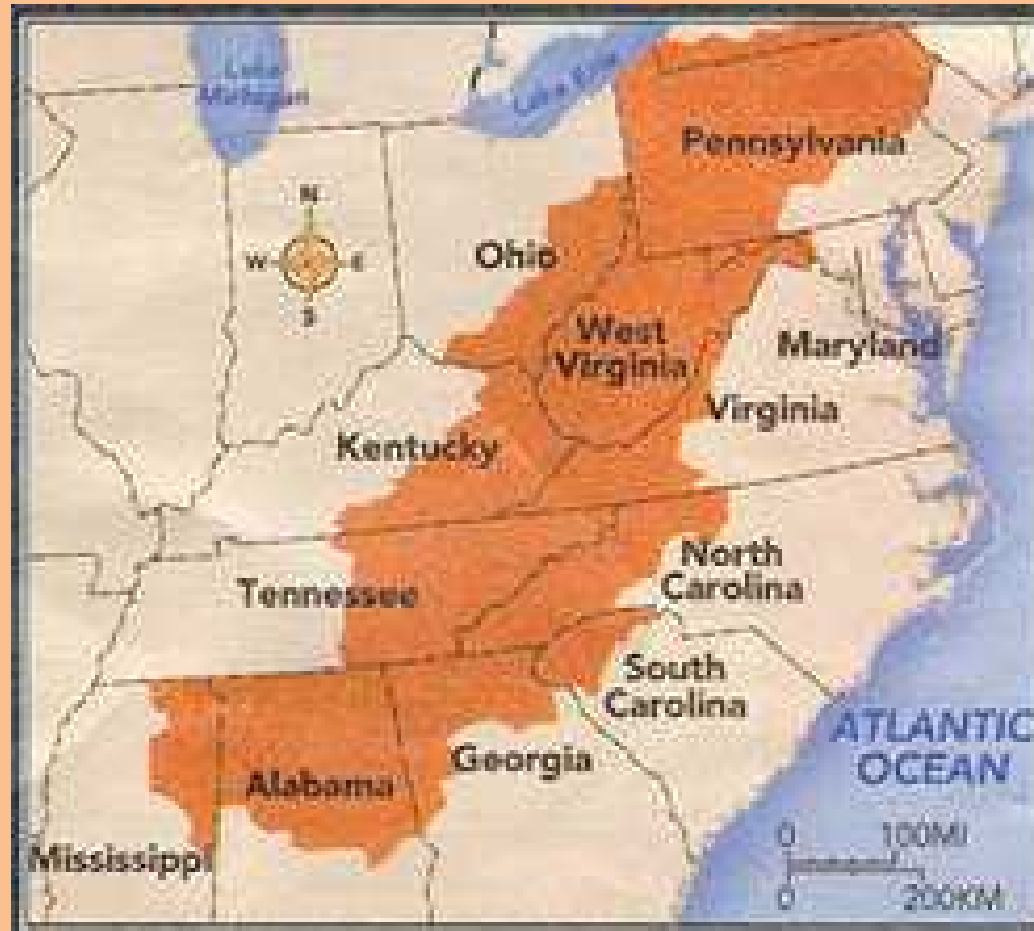 Lake
Michigan
Lake Erie
Pennsylvania
N
W
E
S
Ohio
West
Virginia
Maryland
Virginia
Kentucky
North
Carolina
Tennessee
South
Carolina
ATLANTIC
OCEAN
Georgia
Alabama
Mississippi
0
100MI
0
200KM